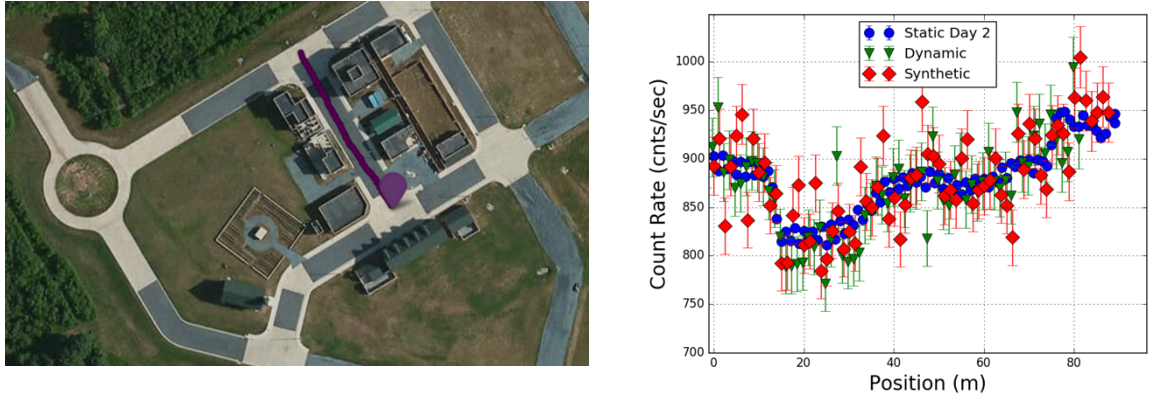 Static Day 2
Dynamic
Synthetic
Count Rate (cnts/sec)
1000
950
900
850
800
750
700
0
20
40
60
80
Position (m)